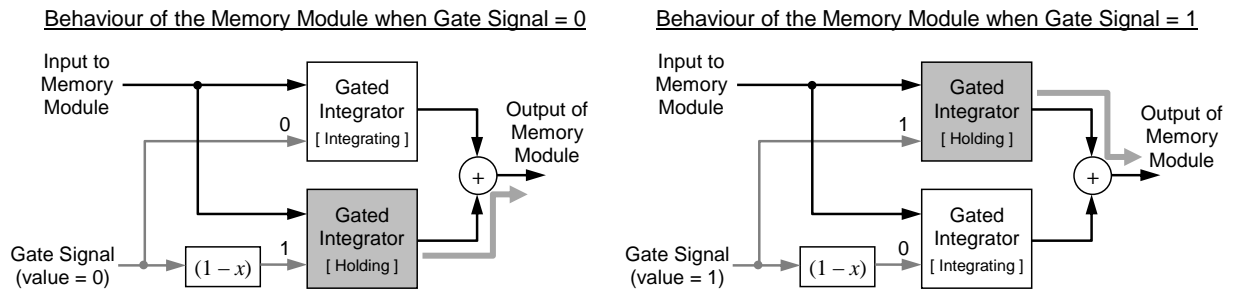 Behaviour of the Memory Module when Gate Signal = 0
Input to
Memory
Module
Gated
Integrator
[ Integrating ]
0
Output of
Memory
Module
+
Gated
Integrator
[ Holding ]
1
Gate Signal
(value = 0)
(1 – x)
Behaviour of the Memory Module when Gate Signal = 1
Input to
Memory
Module
Gated
Integrator
[ Holding ]
1
Output of
Memory
Module
+
Gated
Integrator
[ Integrating ]
0
Gate Signal
(value = 1)
(1 – x)